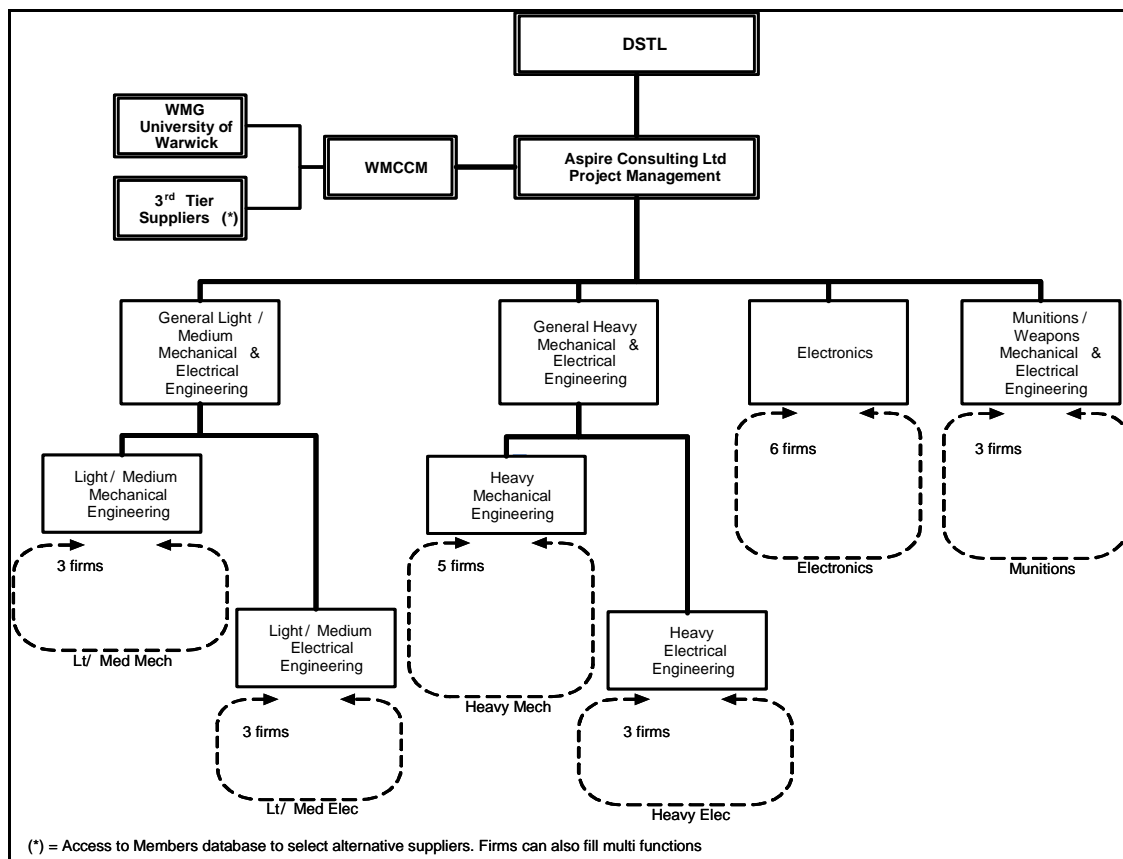 DSTL
WMG
University of
Warwick
WMCCM
Aspire Consulting Ltd
Project Management
3rd Tier
Suppliers (*)
General Light /
Medium
Mechanical &
Electrical
Engineering
General Heavy
Mechanical &
Electrical
Engineering
Electronics
Munitions /
Weapons
Mechanical &
Electrical
Engineering
Light / Medium
Mechanical
Engineering
Heavy
Mechanical
Engineering
6 firms
3 firms
3 firms
5 firms
Electronics
Munitions
Light / Medium
Electrical
Engineering
Heavy
Electrical
Engineering
Lt/ Med Mech
Heavy Mech
3 firms
3 firms
Lt/ Med Elec
Heavy Elec
(*) = Access to Members database to select alternative suppliers. Firms can also fill multi functions